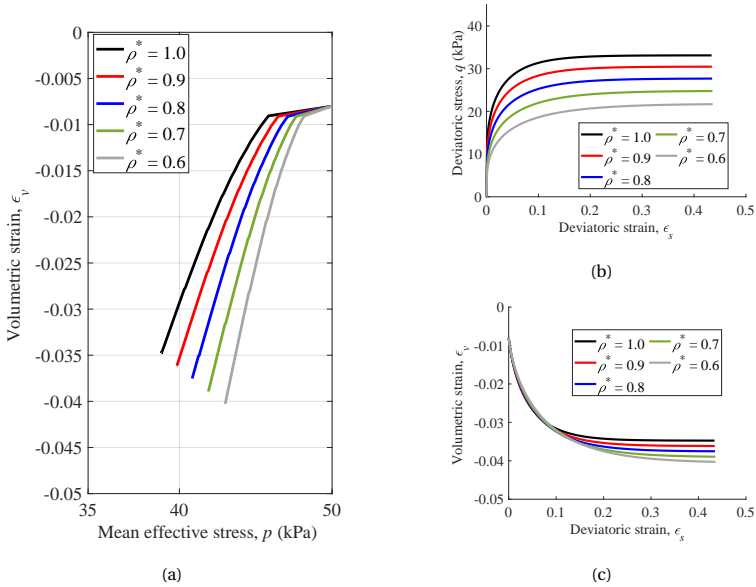 0
-0.005
-0.01
-0.015
-0.02
-0.025
-0.03
-0.035
-0.04
-0.045
-0.05
35
40
45
50
Volumetric strain, ϵᵥ
Mean effective stress, p (kPa)
ρ* = 1.0
ρ* = 0.9
ρ* = 0.8
ρ* = 0.7
ρ* = 0.6
(a)
40
30
20
10
0
0
0.1
0.2
0.3
0.4
0.5
Deviatoric stress, q (kPa)
Deviatoric strain, ϵₛ
ρ* = 1.0
ρ* = 0.9
ρ* = 0.8
ρ* = 0.7
ρ* = 0.6
(b)
0
-0.01
-0.02
-0.03
-0.04
-0.05
0
0.1
0.2
0.3
0.4
0.5
Volumetric strain, ϵᵥ
Deviatoric strain, ϵₛ
ρ* = 1.0
ρ* = 0.9
ρ* = 0.8
ρ* = 0.7
ρ* = 0.6
(c)